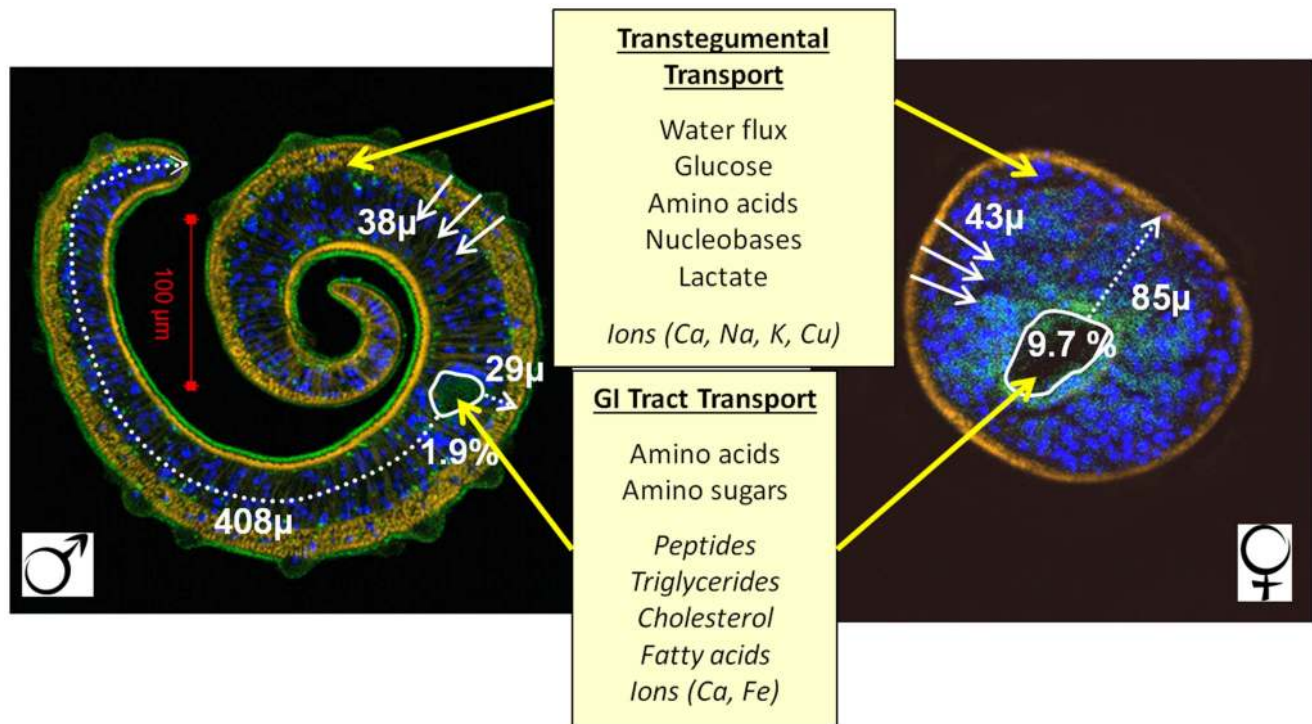 Transtegumental
Transport
Water flux
Glucose
Amino acids
Nucleobases
Lactate
Ions (Ca, Na, K, Cu)
GI Tract Transport
Amino acids
Amino sugars
Peptides
Triglycerides
Cholesterol
Fatty acids
Ions (Ca, Fe)
38µ
100 µm
29µ
1.9%
408µ
43µ
85µ
9.7 %